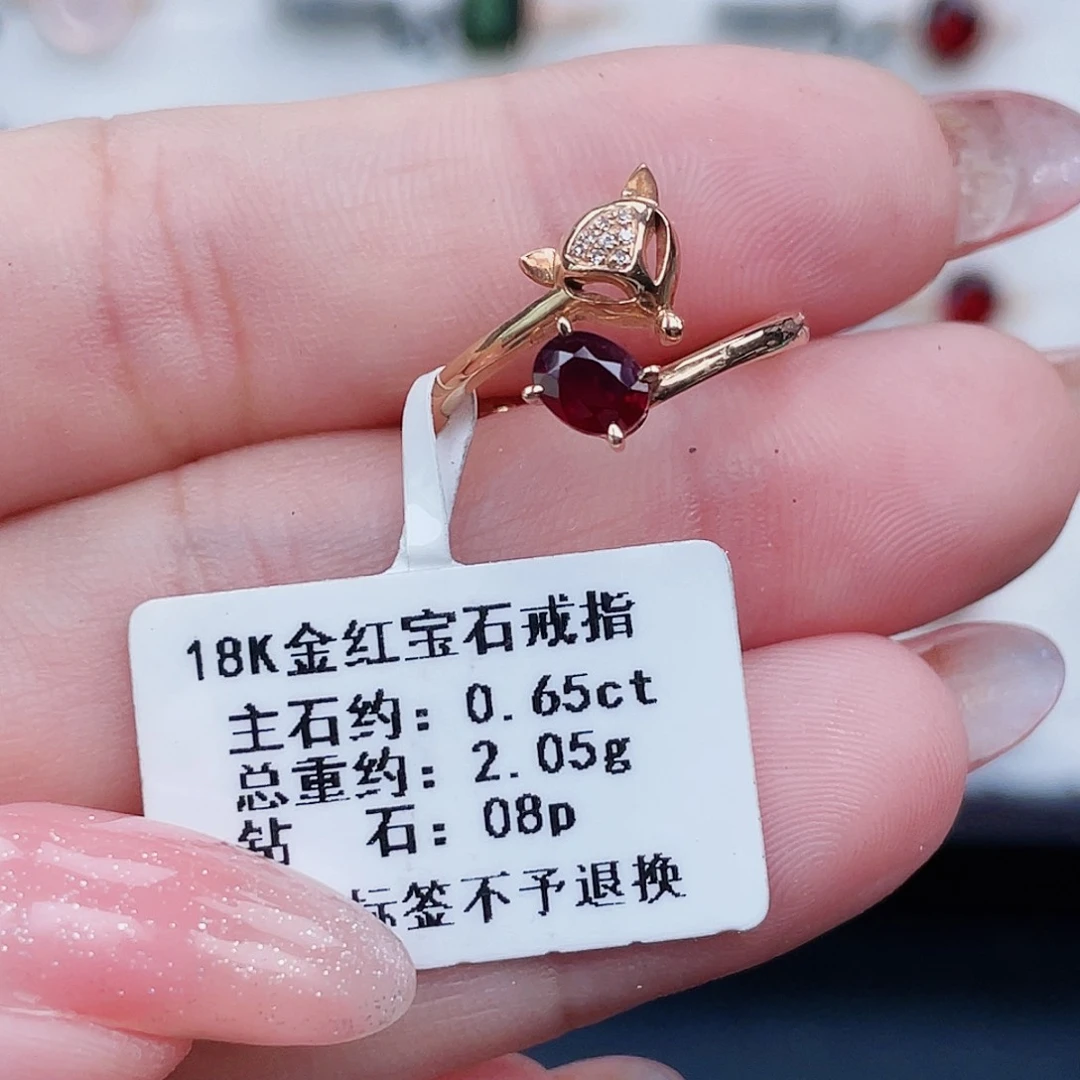 18K金红宝石戒指
主石约：0.65ct
总重约：2.05g
钻 石：08p
标签不予退换